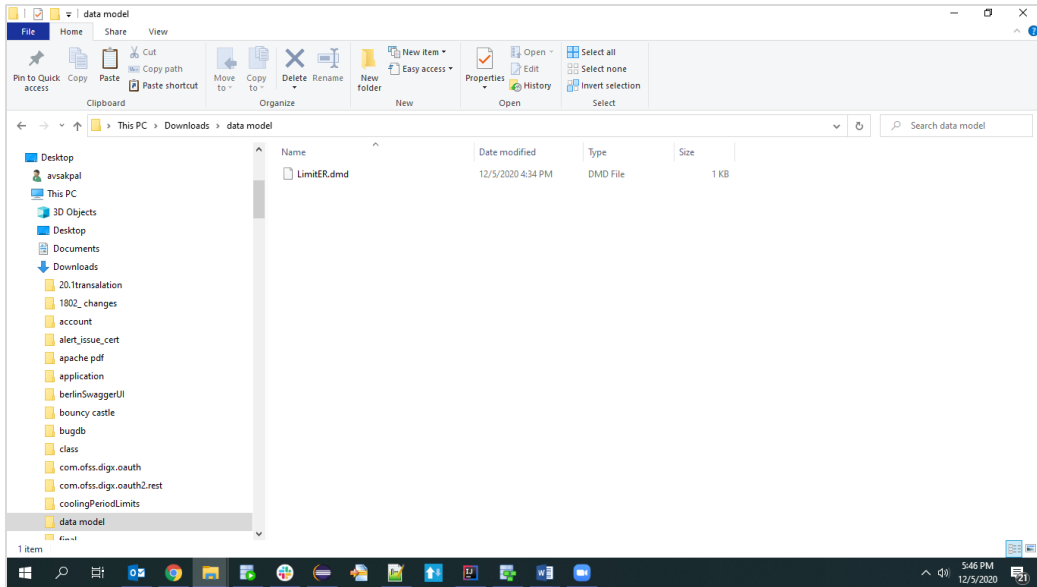 data model
File Home Share View
Pin to Quick access
Copy
Paste
Cut
Copy path
Paste shortcut
Clipboard
Move to
Copy to
Delete
Rename
Organize
New folder
New item
Easy access
New
Properties
Open
Edit
History
Open
Select all
Select none
Invert selection
Select
This PC > Downloads > data model
Search data model
Name Date modified Type Size
LimitER.dmd 12/5/2020 4:34 PM DMD File 1 KB
Desktop
avsakpal
This PC
3D Objects
Desktop
Documents
Downloads
20.1transalation
1802_ changes
account
alert_issue_cert
apache pdf
application
berlinSwaggerUI
bouncy castle
bugdb
class
com.ofss.digx.oauth
com.ofss.digx.oauth2.rest
coolingPeriodLimits
data model
final
1 item
5:46 PM
12/5/2020
21